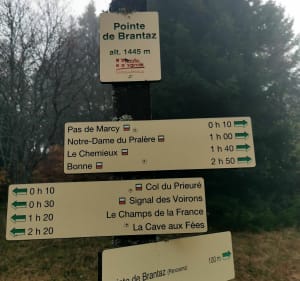 Pointe
de Brantaz
alt. 1445 m
Pas de Marcy 0 h 10
Notre-Dame du Pralère 1 h 00
Le Chemieux 1 h 40
Bonne 2 h 50
0 h 10 Col du Prieuré
0 h 30 Signal des Voirons
1 h 20 Le Champs de la France
2 h 20 La Cave aux Fées
100 m
Pointe de Brantaz (Panorama)